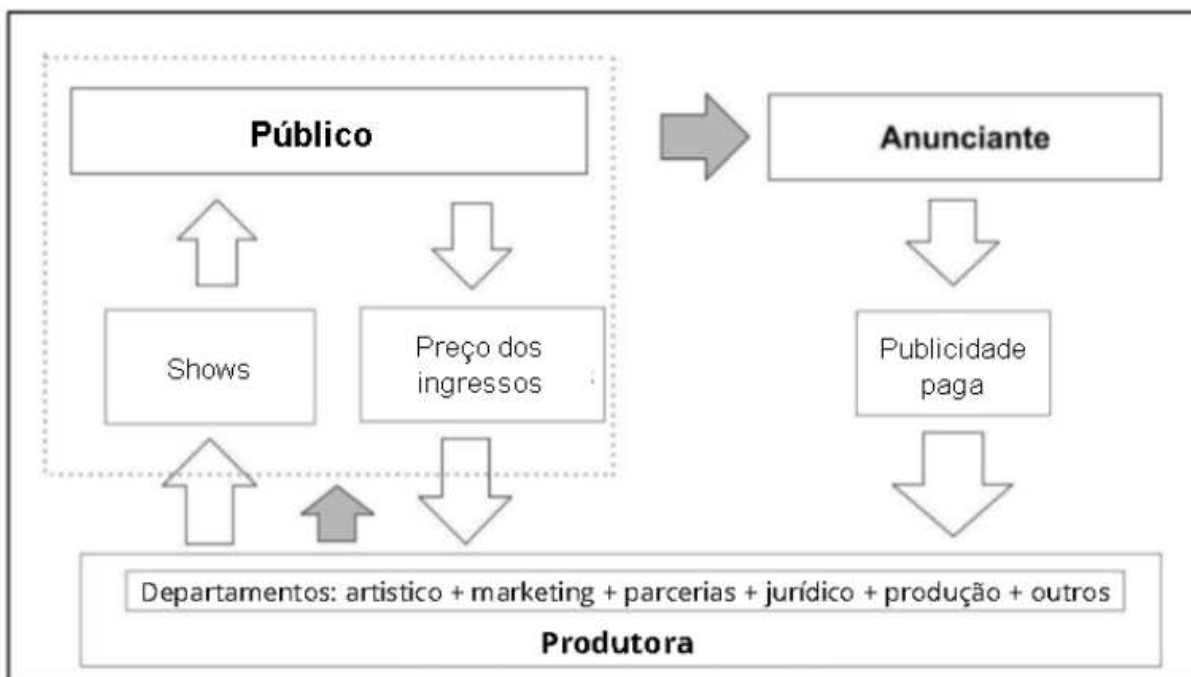 Público
Anunciante
Shows
Preço dos
ingressos
Publicidade
paga
Departamentos: artistico + marketing + parcerias + jurídico + produção + outros
Produtora